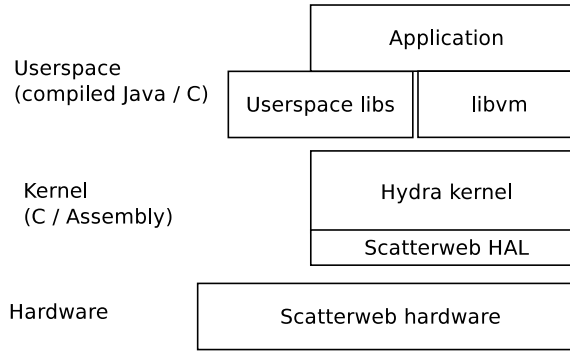 Application
Userspace
(compiled Java / C)
Userspace libs
libvm
Kernel
(C / Assembly)
Hydra kernel
Scatterweb HAL
Hardware
Scatterweb hardware